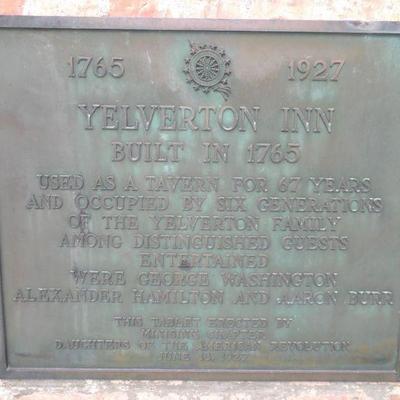 1765 1927
YELVERTON INN
BUILT IN 1765
USED AS A TAVERN FOR 67 YEARS
AND OCCUPIED BY SIX GENERATIONS
OF THE YELVERTON FAMILY
AMONG DISTINGUISHED GUESTS
ENTERTAINED
WERE GEORGE WASHINGTON
ALEXANDER HAMILTON AND AARON BURR
THIS TABLET ERECTED BY
MINISINK CHAPTER
DAUGHTERS OF THE AMERICAN REVOLUTION
JUNE 1927